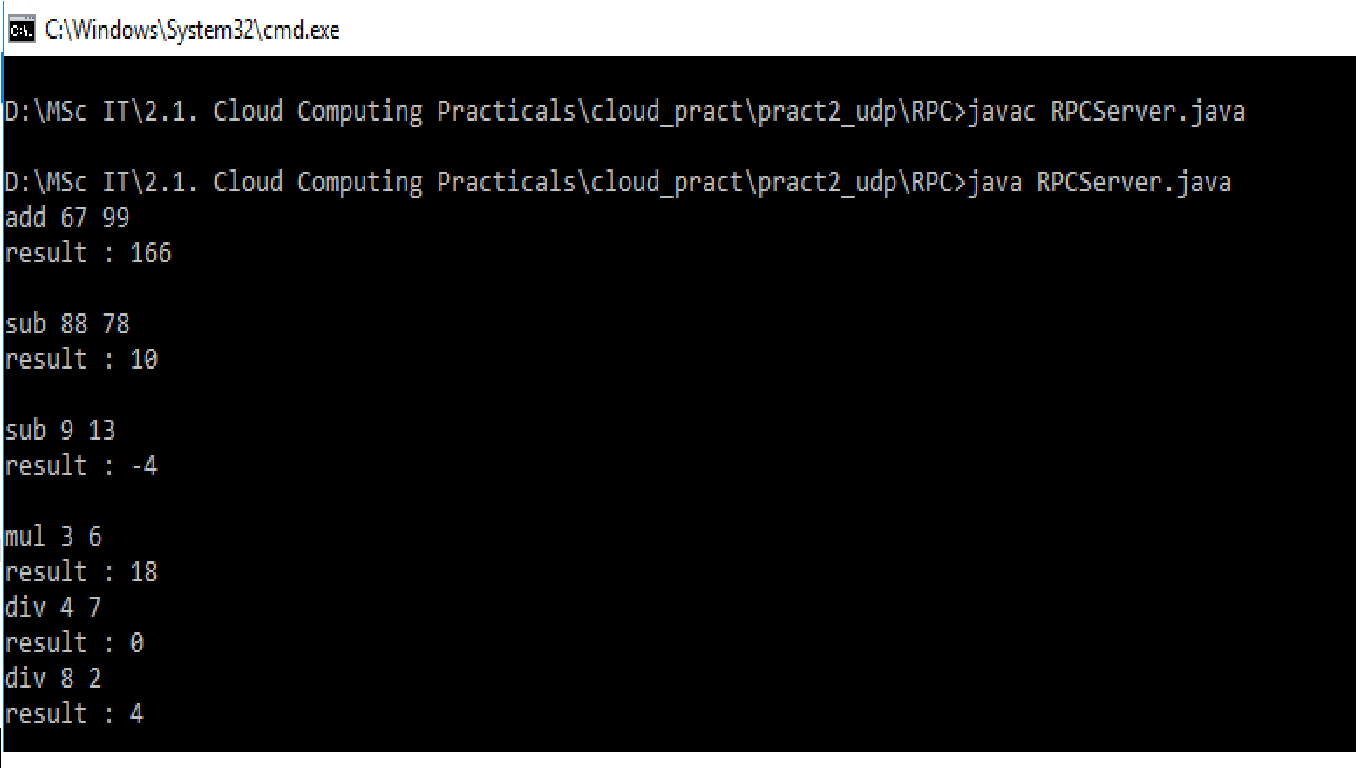 C:\Windows\System32\cmd.exe
D:\MSc IT\2.1. Cloud Computing Practicals\cloud_pract\pract2_udp\RPC>javac RPCServer.java
D:\MSc IT\2.1. Cloud Computing Practicals\cloud_pract\pract2_udp\RPC>java RPCServer.java
add 67 99
result : 166
sub 88 78
result : 10
sub 9 13
result : -4
mul 3 6
result : 18
div 4 7
result : 0
div 8 2
result : 4